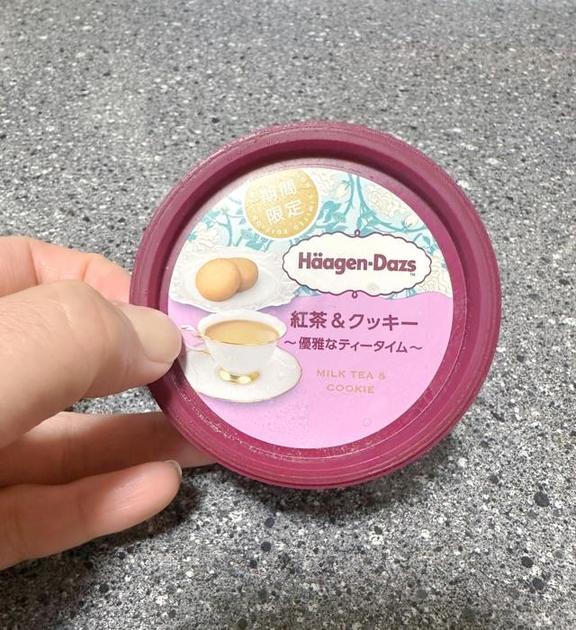 期間
限定
Häagen-Dazs
TM
紅茶&クッキー
～優雅なティータイム～
MILK TEA &
COOKIE